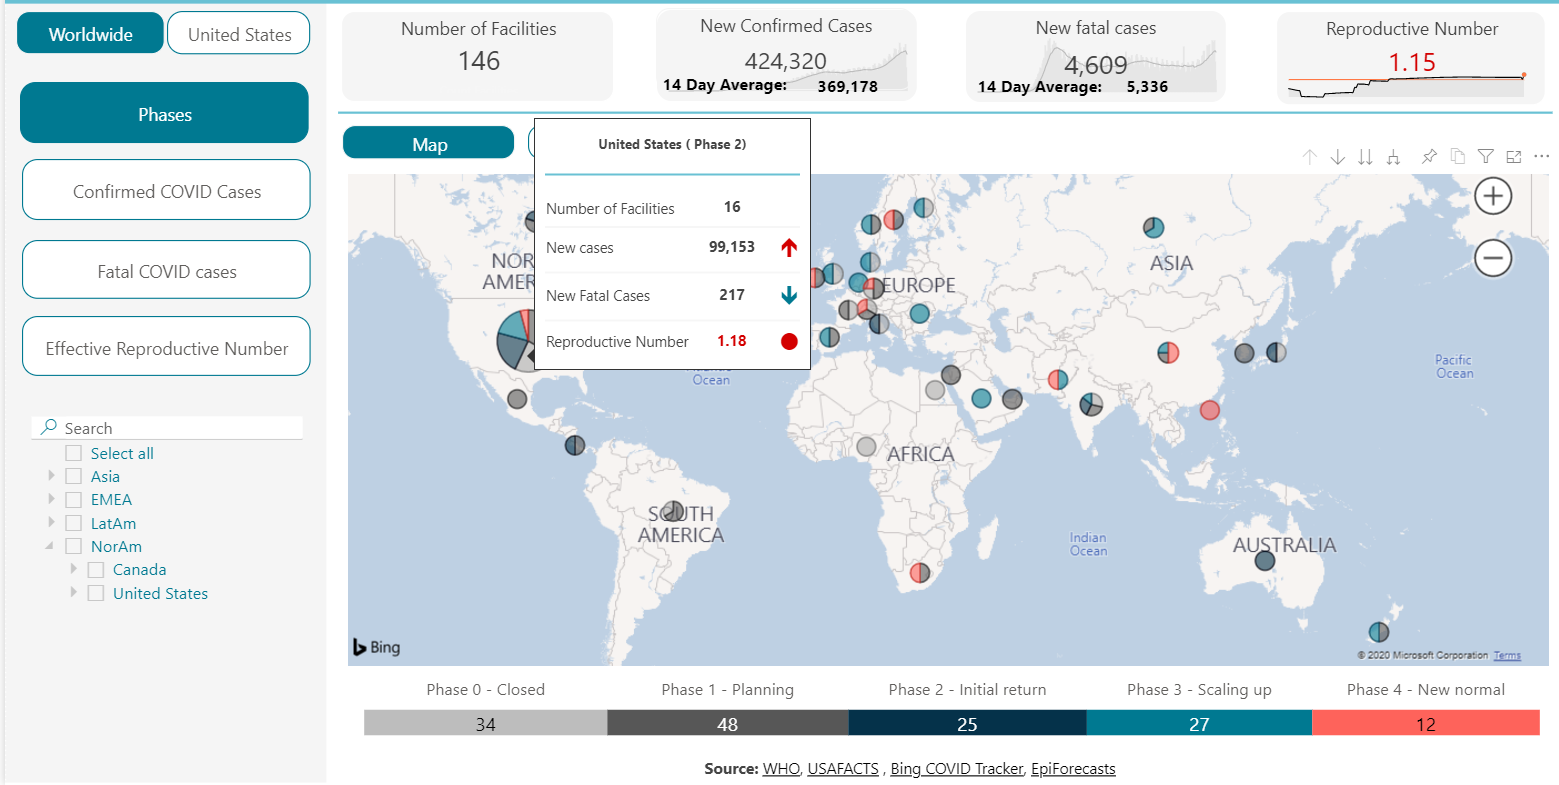 Worldwide
United States
Phases
Confirmed COVID Cases
Fatal COVID cases
Effective Reproductive Number
Search
Select all
Asia
EMEA
LatAm
NorAm
Canada
United States
Number of Facilities
146
New Confirmed Cases
424,320
14 Day Average: 369,178
New fatal cases
4,609
14 Day Average: 5,336
Reproductive Number
1.15
Map
United States ( Phase 2)
Number of Facilities 16
New cases 99,153
New Fatal Cases 217
Reproductive Number 1.18
Ocean
EUROPE
ASIA
AFRICA
SOUTH
AMERICA
Indian
Ocean
AUSTRALIA
Pacific
Ocean
Bing
© 2020 Microsoft Corporation Terms
Phase 0 - Closed
Phase 1 - Planning
Phase 2 - Initial return
Phase 3 - Scaling up
Phase 4 - New normal
34
48
25
27
12
Source: WHO, USAFACTS , Bing COVID Tracker, EpiForecasts